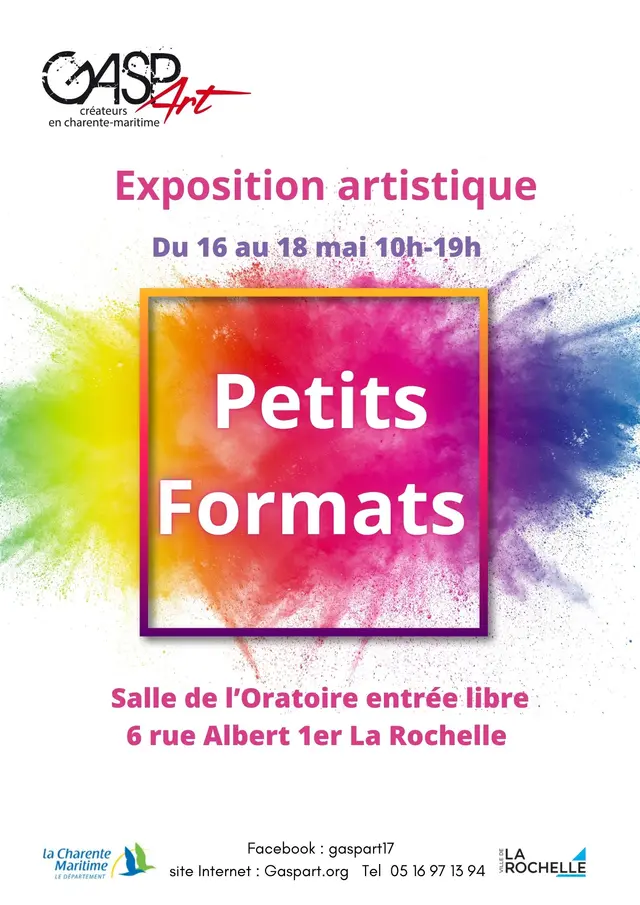 GASP Art
créateurs
en charente-maritime
Exposition artistique
Du 16 au 18 mai 10h-19h
Petits
Formats
Salle de l'Oratoire entrée libre
6 rue Albert 1er La Rochelle
la Charente
Maritime
LE DÉPARTEMENT
Facebook : gaspart17
site Internet : Gaspart.org Tel 05 16 97 13 94
VILLE DE
LA
ROCHELLE